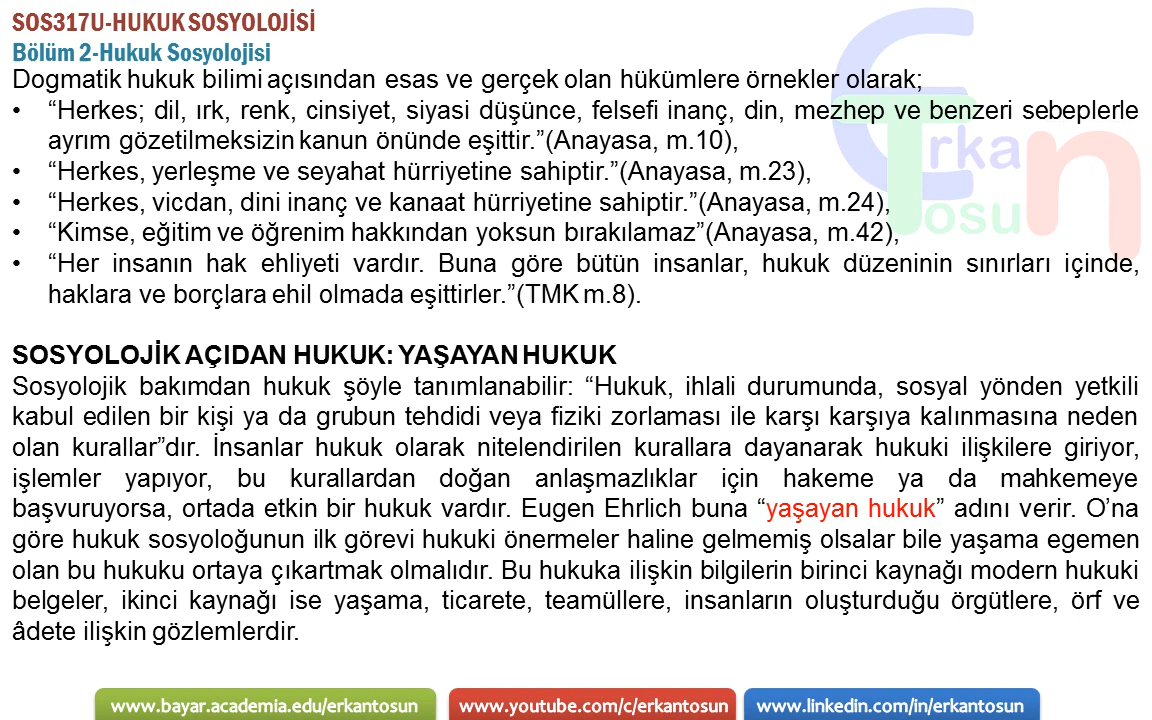 SOS317U-HUKUK SOSYOLOJİSİ
Bölüm 2-Hukuk Sosyolojisi
Dogmatik hukuk bilimi açısından esas ve gerçek olan hükümlere örnekler olarak;
• “Herkes; dil, ırk, renk, cinsiyet, siyasi düşünce, felsefi inanç, din, mezhep ve benzeri sebeplerle
ayrım gözetilmeksizin kanun önünde eşittir.”(Anayasa, m.10),
• “Herkes, yerleşme ve seyahat hürriyetine sahiptir.”(Anayasa, m.23),
• “Herkes, vicdan, dini inanç ve kanaat hürriyetine sahiptir.”(Anayasa, m.24),
• “Kimse, eğitim ve öğrenim hakkından yoksun bırakılamaz”(Anayasa, m.42),
• “Her insanın hak ehliyeti vardır. Buna göre bütün insanlar, hukuk düzeninin sınırları içinde,
haklara ve borçlara ehil olmada eşittirler.”(TMK m.8).
Erkan
Tosun
SOSYOLOJİK AÇIDAN HUKUK: YAŞAYAN HUKUK
Sosyolojik bakımdan hukuk şöyle tanımlanabilir: “Hukuk, ihlali durumunda, sosyal yönden yetkili
kabul edilen bir kişi ya da grubun tehdidi veya fiziki zorlaması ile karşı karşıya kalınmasına neden
olan kurallar”dır. İnsanlar hukuk olarak nitelendirilen kurallara dayanarak hukuki ilişkilere giriyor,
işlemler yapıyor, bu kurallardan doğan anlaşmazlıklar için hakeme ya da mahkemeye
başvuruyorsa, ortada etkin bir hukuk vardır. Eugen Ehrlich buna “yaşayan hukuk” adını verir. O’na
göre hukuk sosyoloğunun ilk görevi hukuki önermeler haline gelmemiş olsalar bile yaşama egemen
olan bu hukuku ortaya çıkartmak olmalıdır. Bu hukuka ilişkin bilgilerin birinci kaynağı modern hukuki
belgeler, ikinci kaynağı ise yaşama, ticarete, teamüllere, insanların oluşturduğu örgütlere, örf ve
âdete ilişkin gözlemlerdir.
www.bayar.academia.edu/erkantosun
www.youtube.com/c/erkantosun
www.linkedin.com/in/erkantosun